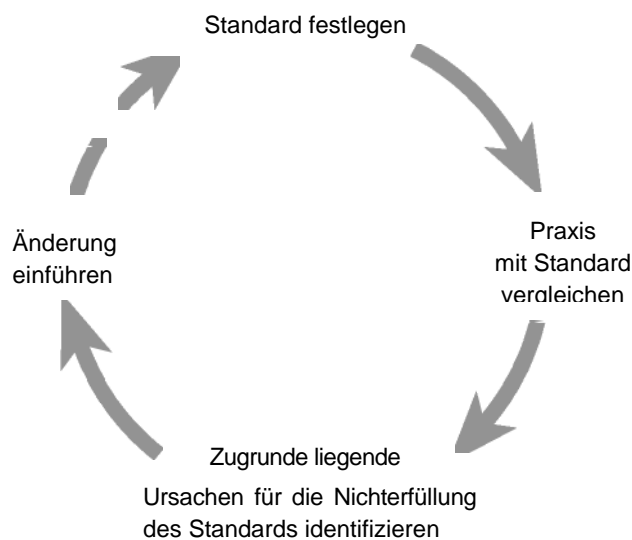 Standard festlegen
Praxis
mit Standard
vergleichen
Zugrunde liegende
Ursachen für die Nichterfüllung
des Standards identifizieren
Änderung
einführen